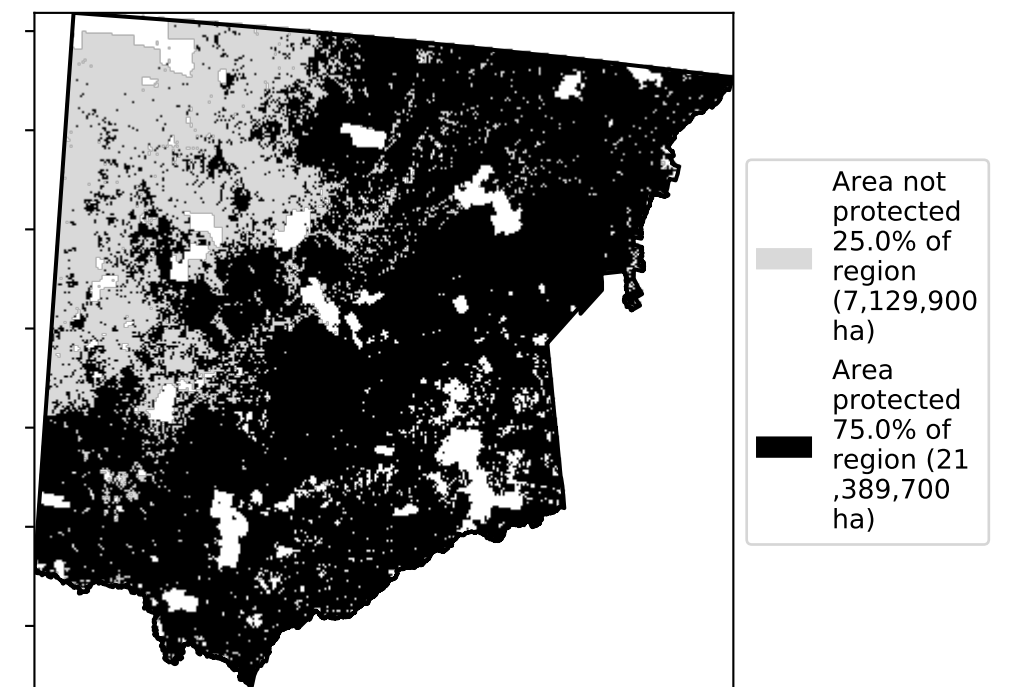 Area not
protected
25.0% of
region
(7,129,900
ha)
Area
protected
75.0% of
region (21
,389,700
ha)